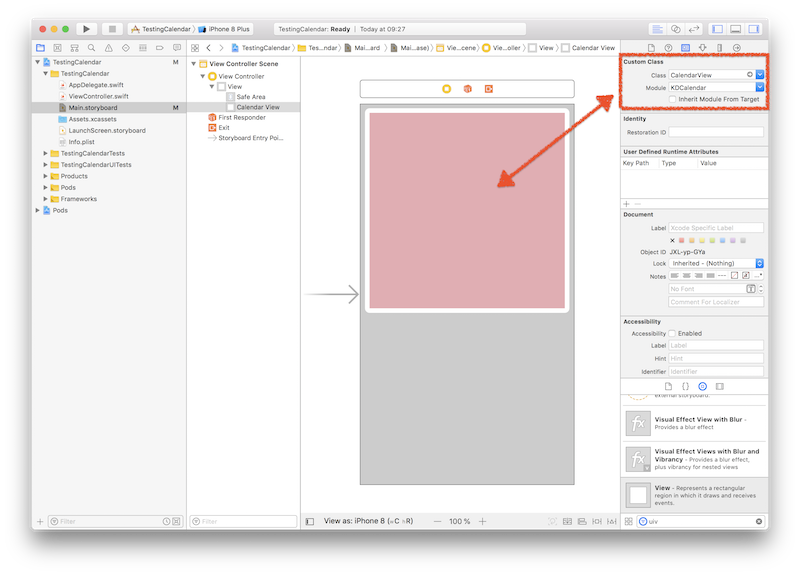 TestingCalendar
iPhone 8 Plus
TestingCalendar: Ready
Today at 09:27
TestingCalendar
Tes...ndar
Mai...ard
Mai...ase)
Vie...cene
Vie...oller
View
Calendar View
TestingCalendar M
TestingCalendar
AppDelegate.swift
ViewController.swift
Main.storyboard M
Assets.xcassets
LaunchScreen.storyboard
Info.plist
TestingCalendarTests
TestingCalendarUITests
Products
Pods
Frameworks
Pods
Filter
View Controller Scene
View Controller
View
Safe Area
Calendar View
First Responder
Exit
Storyboard Entry Poi...
Filter
View as: iPhone 8 (wC hR)
100 %
Custom Class
Class CalendarView
Module KDCalendar
Inherit Module From Target
Identity
Restoration ID
User Defined Runtime Attributes
Key Path Type Value
Document
Label Xcode Specific Label
Object ID JXL-yp-GYa
Lock Inherited - (Nothing)
Notes
No Font
Comment For Localizer
Accessibility
Accessibility Enabled
Label Label
Hint Hint
Identifier Identifier
external storyboard.
Visual Effect View with Blur -
Provides a blur effect
Visual Effect Views with Blur and
Vibrancy - Provides a blur effect,
plus vibrancy for nested views
View - Represents a rectangular
region in which it draws and receives
events.
uiv